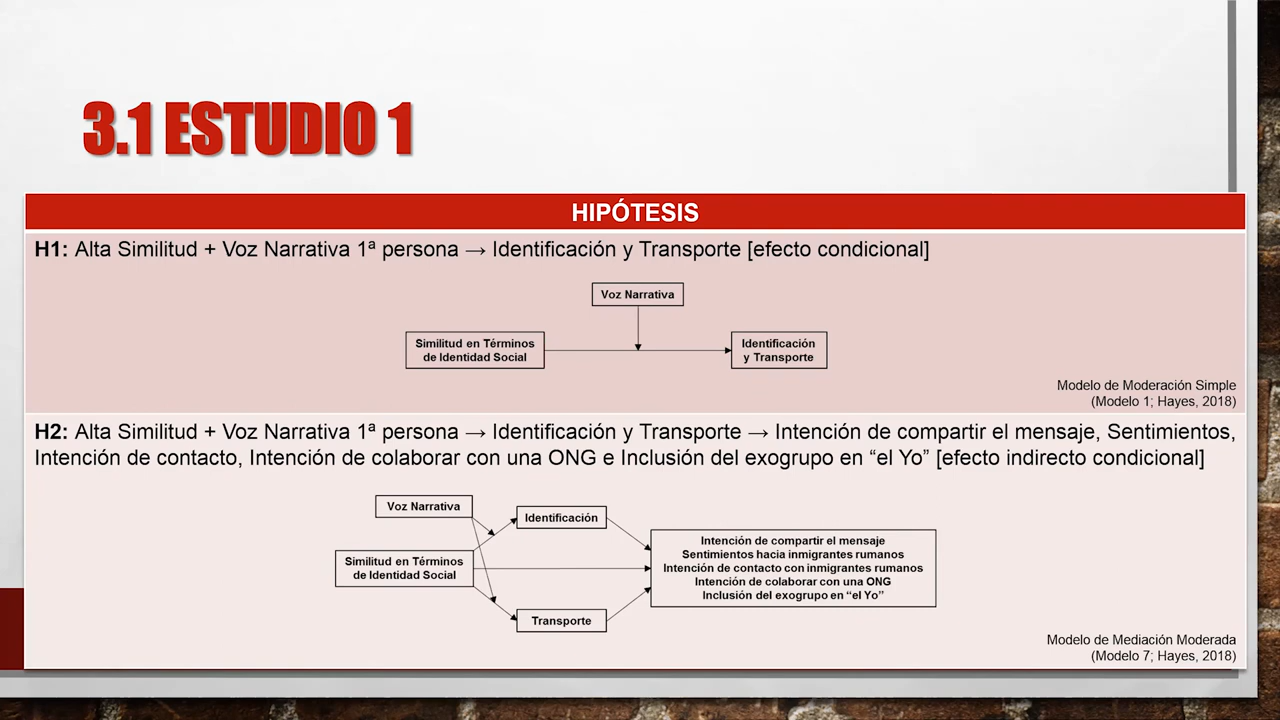 3.1 ESTUDIO 1
HIPÓTESIS
H1: Alta Similitud + Voz Narrativa 1ª persona → Identificación y Transporte [efecto condicional]
Voz Narrativa
Similitud en Términos
de Identidad Social
Identificación
y Transporte
Modelo de Moderación Simple
(Modelo 1; Hayes, 2018)
H2: Alta Similitud + Voz Narrativa 1ª persona → Identificación y Transporte → Intención de compartir el mensaje, Sentimientos,
Intención de contacto, Intención de colaborar con una ONG e Inclusión del exogrupo en “el Yo” [efecto indirecto condicional]
Voz Narrativa
Identificación
Similitud en Términos
de Identidad Social
Intención de compartir el mensaje
Sentimientos hacia inmigrantes rumanos
Intención de contacto con inmigrantes rumanos
Intención de colaborar con una ONG
Inclusión del exogrupo en “el Yo”
Transporte
Modelo de Mediación Moderada
(Modelo 7; Hayes, 2018)